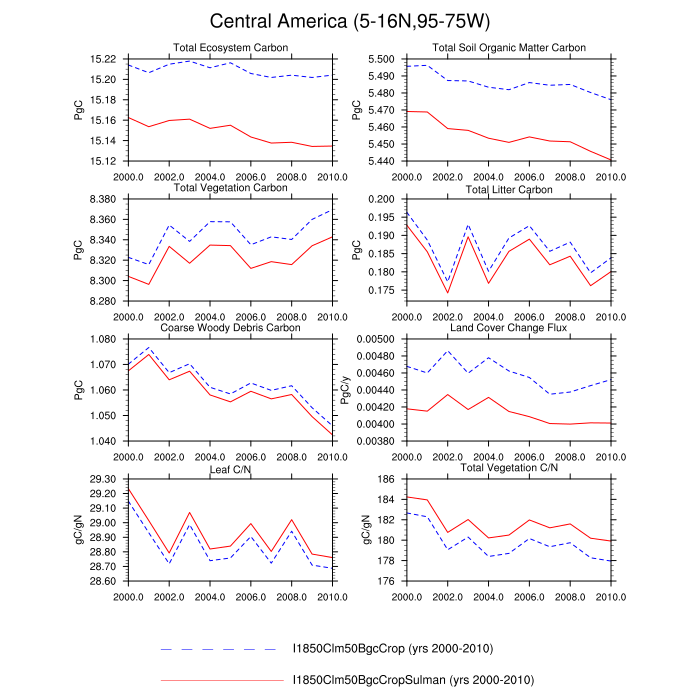 Central America (5-16N,95-75W)
Total Ecosystem Carbon
PgC
15.22
15.20
15.18
15.16
15.14
15.12
2000.0 2002.0 2004.0 2006.0 2008.0 2010.0
Total Soil Organic Matter Carbon
PgC
5.500
5.490
5.480
5.470
5.460
5.450
5.440
2000.0 2002.0 2004.0 2006.0 2008.0 2010.0
Total Vegetation Carbon
PgC
8.380
8.360
8.340
8.320
8.300
8.280
2000.0 2002.0 2004.0 2006.0 2008.0 2010.0
Total Litter Carbon
PgC
0.200
0.195
0.190
0.185
0.180
0.175
2000.0 2002.0 2004.0 2006.0 2008.0 2010.0
Coarse Woody Debris Carbon
PgC
1.080
1.070
1.060
1.050
1.040
2000.0 2002.0 2004.0 2006.0 2008.0 2010.0
Land Cover Change Flux
PgC/y
0.00500
0.00480
0.00460
0.00440
0.00420
0.00400
0.00380
2000.0 2002.0 2004.0 2006.0 2008.0 2010.0
Leaf C/N
gC/gN
29.30
29.20
29.10
29.00
28.90
28.80
28.70
28.60
2000.0 2002.0 2004.0 2006.0 2008.0 2010.0
Total Vegetation C/N
gC/gN
186
184
182
180
178
176
2000.0 2002.0 2004.0 2006.0 2008.0 2010.0
I1850Clm50BgcCrop (yrs 2000-2010)
I1850Clm50BgcCropSulman (yrs 2000-2010)